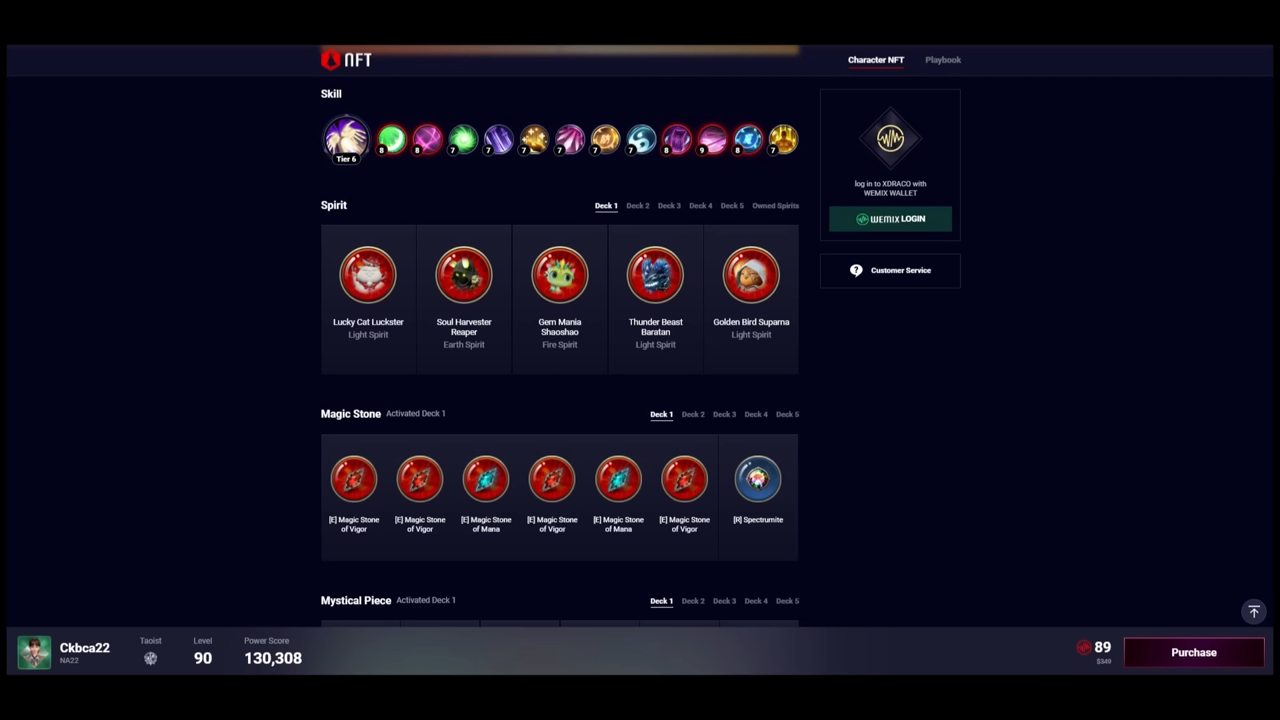 NFT
Character NFT
Playbook
Skill
8
8
7
7
7
7
7
7
8
9
8
7
Tier 6
log in to XDRACO with
WEMIX WALLET
WEMIX LOGIN
Customer Service
Spirit
Deck 1 Deck 2 Deck 3 Deck 4 Deck 5 Owned Spirits
Lucky Cat Luckster
Light Spirit
Soul Harvester
Reaper
Earth Spirit
Gem Mania
Shaoshao
Fire Spirit
Thunder Beast
Baratan
Light Spirit
Golden Bird Suparna
Light Spirit
Magic Stone Activated Deck 1
Deck 1 Deck 2 Deck 3 Deck 4 Deck 5
[E] Magic Stone
of Vigor
[E] Magic Stone
of Vigor
[E] Magic Stone
of Mana
[E] Magic Stone
of Vigor
[E] Magic Stone
of Mana
[E] Magic Stone
of Vigor
[R] Spectrumite
Mystical Piece Activated Deck 1
Deck 1 Deck 2 Deck 3 Deck 4 Deck 5
Ckbca22
NA22
Taoist
Level
90
Power Score
130,308
89
$349
Purchase